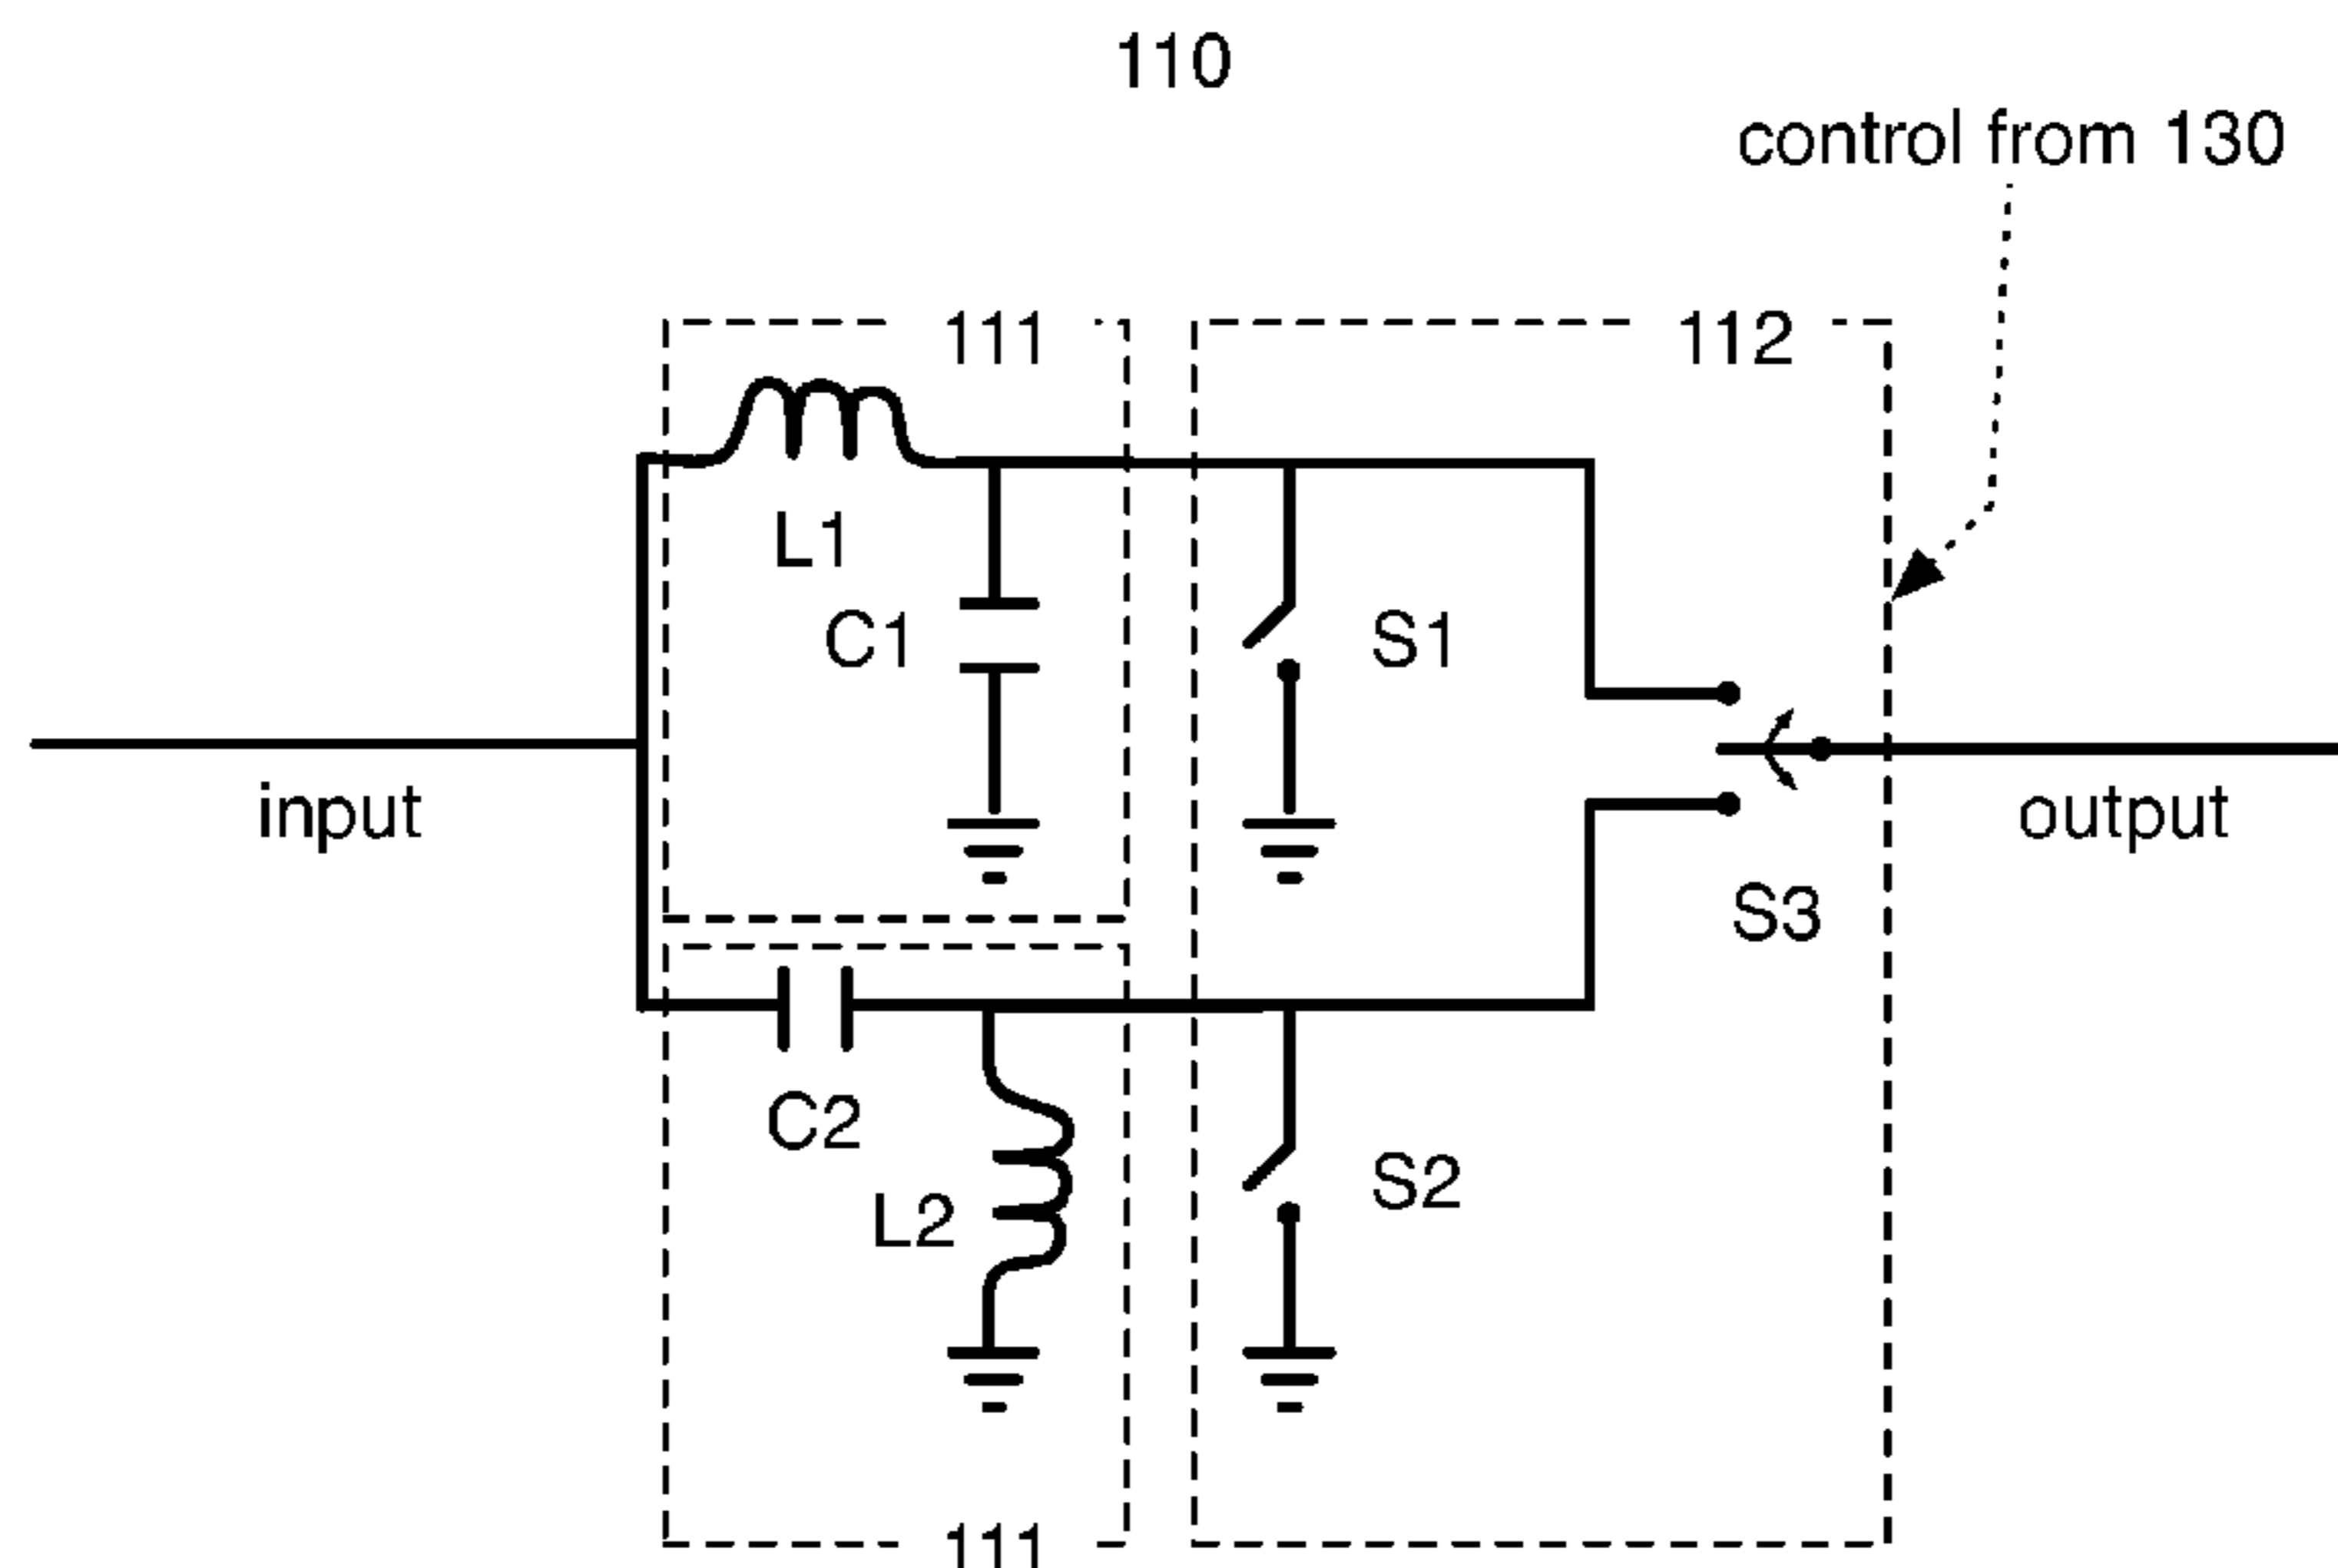 110
control from 130
111
112
L1
C1
S1
input
output
S3
C2
L2
S2
111